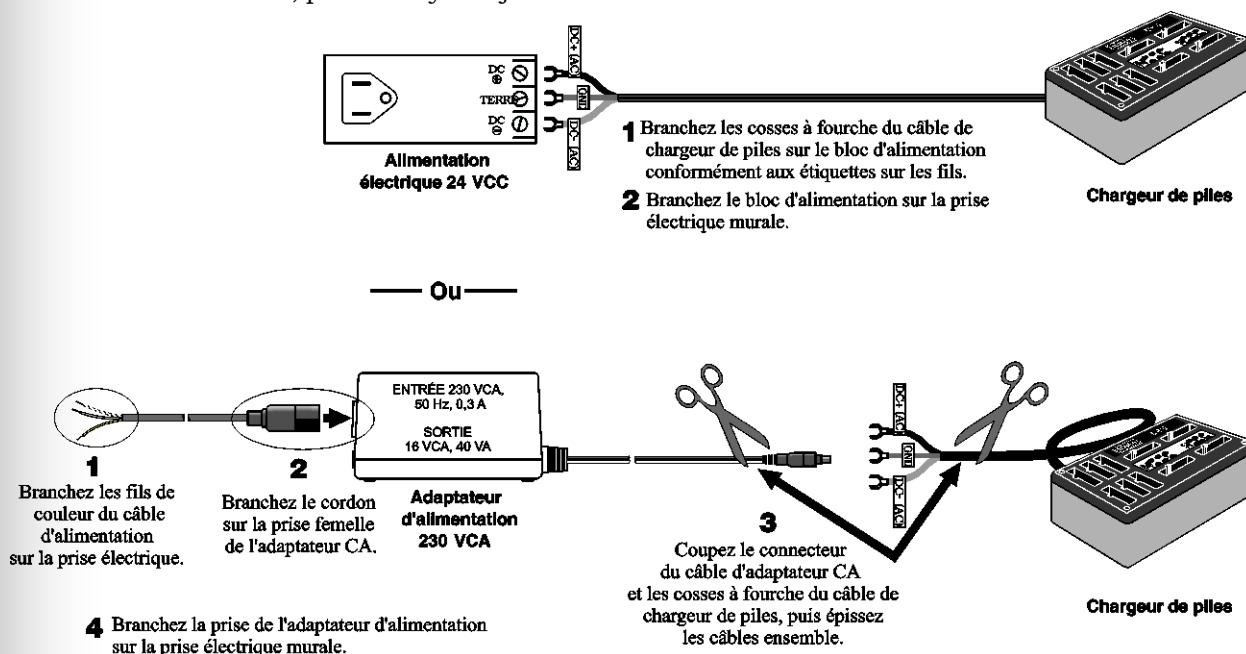 DC
⊕
TERRE
DC
⊖
DC+ (AC)
GND
DC- (AC)
Alimentation
électrique 24 VCC
1 Branchez les cosses à fourche du câble de
chargeur de piles sur le bloc d'alimentation
conformément aux étiquettes sur les fils.
2 Branchez le bloc d'alimentation sur la prise
électrique murale.
Chargeur de piles
Ou
1
Branchez les fils de
couleur du câble
d'alimentation
sur la prise électrique.
2
Branchez le cordon
sur la prise femelle
de l'adaptateur CA.
ENTRÉE 230 VCA,
50 Hz, 0,3 A
SORTIE
16 VCA, 40 VA
Adaptateur
d'alimentation
230 VCA
3
Coupez le connecteur
du câble d'adaptateur CA
et les cosses à fourche du câble de
chargeur de piles, puis épissez
les câbles ensemble.
DC+ (AC)
GND
DC- (AC)
Chargeur de piles
4 Branchez la prise de l'adaptateur d'alimentation
sur la prise électrique murale.